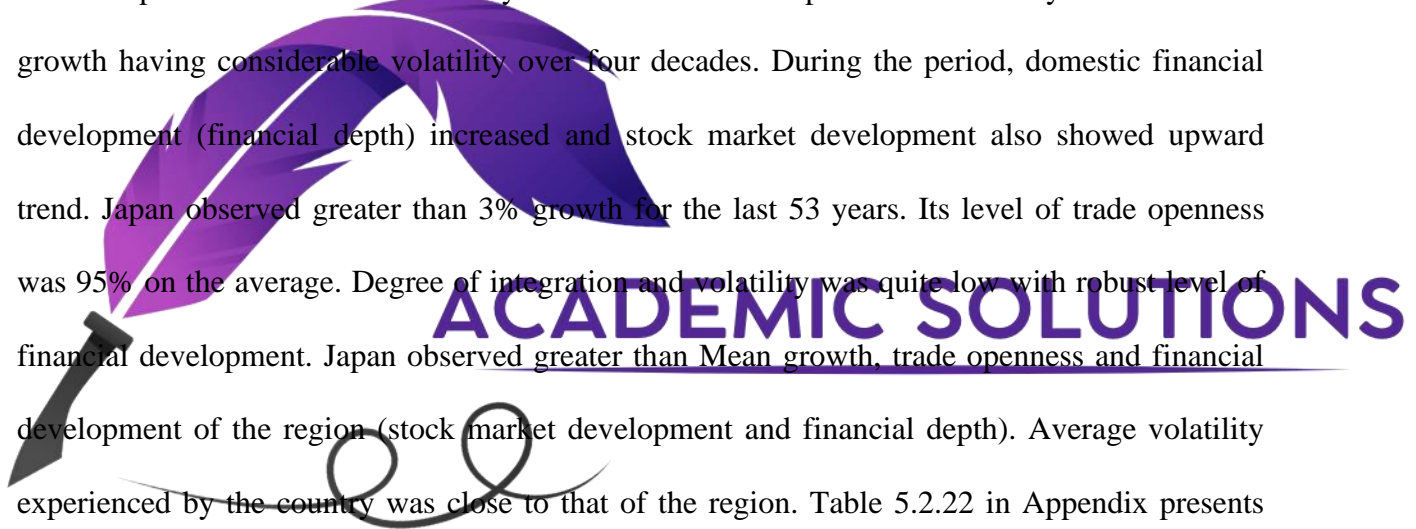 growth having considerable volatility over four decades. During the period, domestic financial
development (financial depth) increased and stock market development also showed upward
trend. Japan observed greater than 3% growth for the last 53 years. Its level of trade openness
was 95% on the average. Degree of integration and volatility was quite low with robust level of
ACADEMIC SOLUTIONS
financial development. Japan observed greater than Mean growth, trade openness and financial
development of the region (stock market development and financial depth). Average volatility
experienced by the country was close to that of the region. Table 5.2.22 in Appendix presents